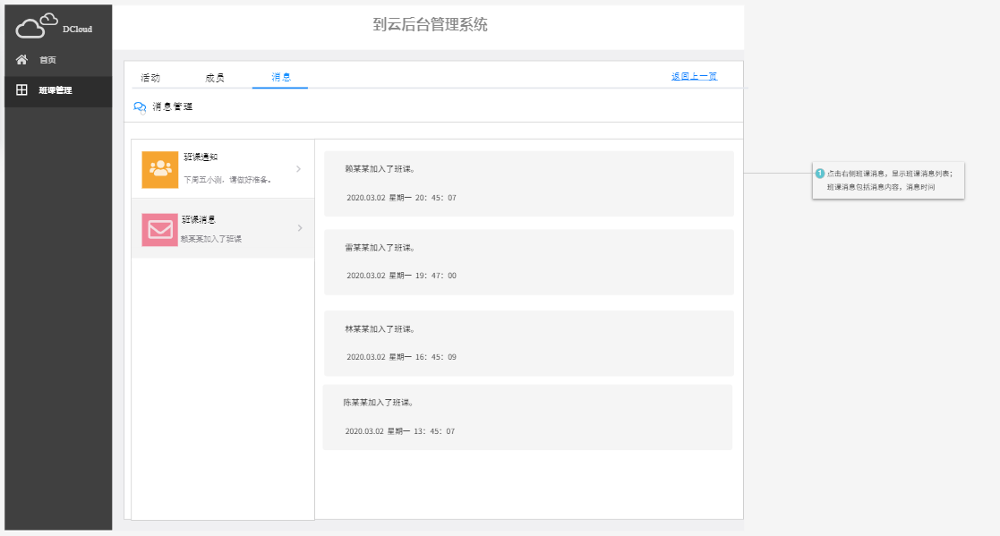 DCloud
到云后台管理系统
首页
班课管理
活动
成员
消息
返回上一页
消息管理
班课通知
下周五小测，请做好准备。
班课消息
赖某某加入了班课
赖某某加入了班课。
2020.03.02 星期一 20：45：07
雷某某加入了班课。
2020.03.02 星期一 19：47：00
林某某加入了班课。
2020.03.02 星期一 16：45：09
陈某某加入了班课。
2020.03.02 星期一 13：45：07
1 点击右侧班课消息，显示班课消息列表；
班课消息包括消息内容，消息时间